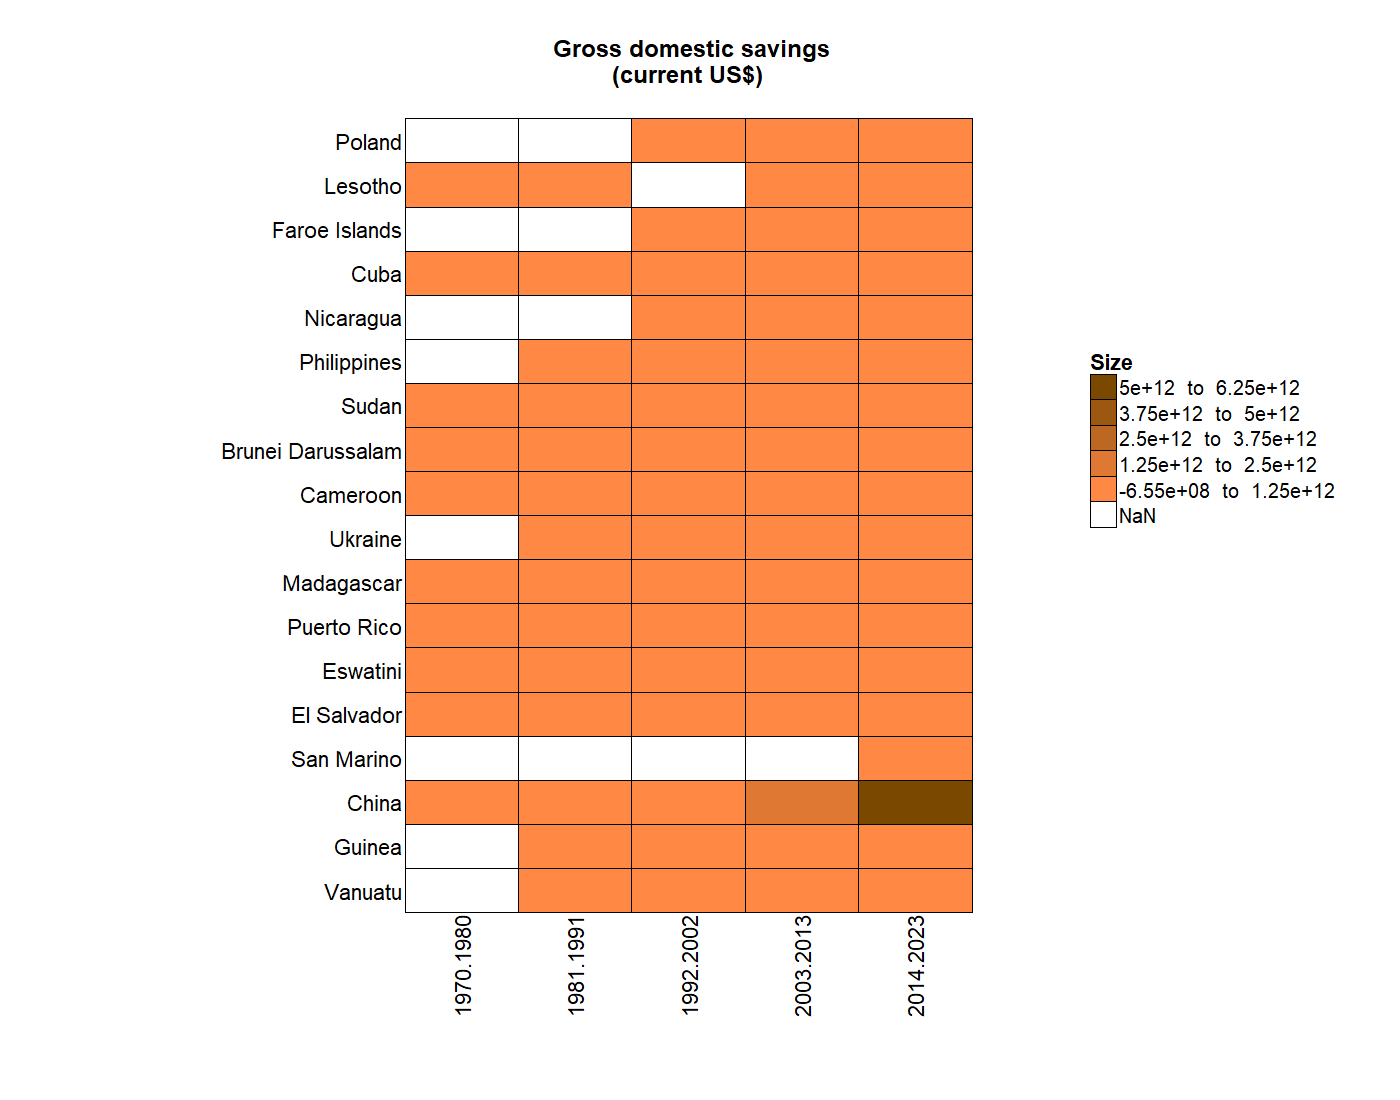 Gross domestic savings
(current US$)
Poland
Lesotho
Faroe Islands
Cuba
Nicaragua
Philippines
Sudan
Brunei Darussalam
Cameroon
Ukraine
Madagascar
Puerto Rico
Eswatini
El Salvador
San Marino
China
Guinea
Vanuatu
1970.1980
1981.1991
1992.2002
2003.2013
2014.2023
Size
5e+12 to 6.25e+12
3.75e+12 to 5e+12
2.5e+12 to 3.75e+12
1.25e+12 to 2.5e+12
-6.55e+08 to 1.25e+12
NaN